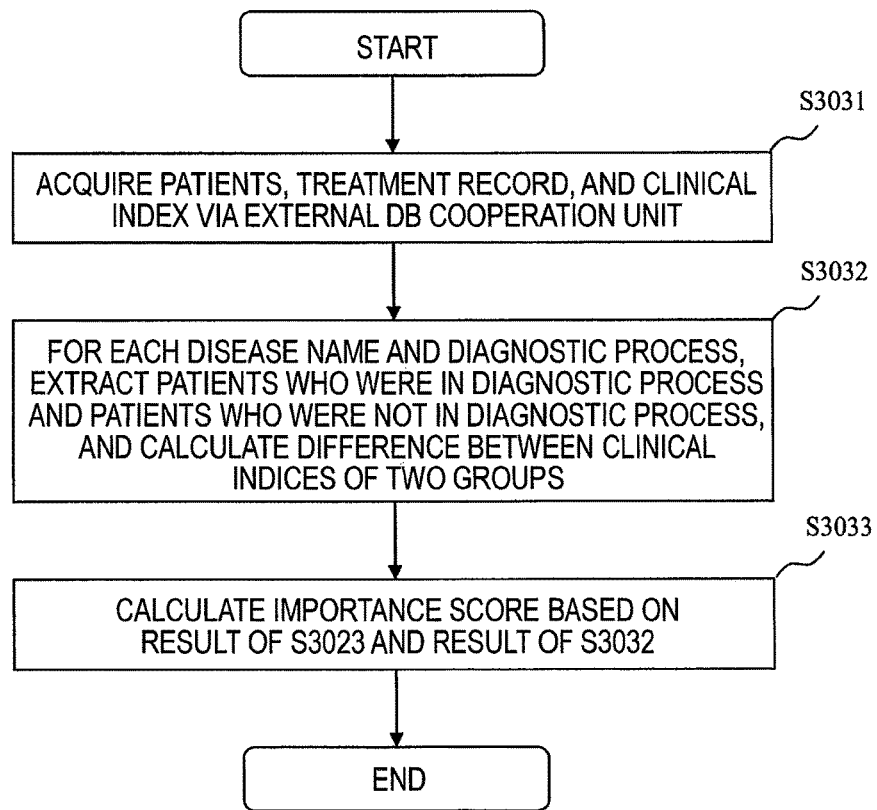 START
S3031
ACQUIRE PATIENTS, TREATMENT RECORD, AND CLINICAL
INDEX VIA EXTERNAL DB COOPERATION UNIT
S3032
FOR EACH DISEASE NAME AND DIAGNOSTIC PROCESS,
EXTRACT PATIENTS WHO WERE IN DIAGNOSTIC PROCESS
AND PATIENTS WHO WERE NOT IN DIAGNOSTIC PROCESS,
AND CALCULATE DIFFERENCE BETWEEN CLINICAL
INDICES OF TWO GROUPS
S3033
CALCULATE IMPORTANCE SCORE BASED ON
RESULT OF S3023 AND RESULT OF S3032
END